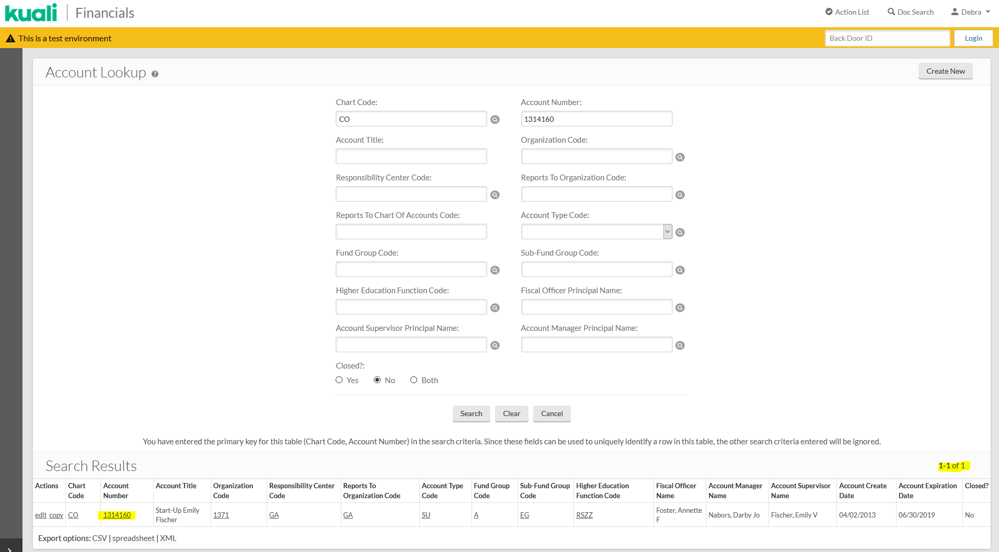 kuali | Financials
Action List
Doc Search
Debra
This is a test environment
Back Door ID
Login
Account Lookup ?
Create New
Chart Code:
Account Number:
CO
1314160
Account Title:
Organization Code:
Responsibility Center Code:
Reports To Organization Code:
Reports To Chart Of Accounts Code:
Account Type Code:
Fund Group Code:
Sub-Fund Group Code:
Higher Education Function Code:
Fiscal Officer Principal Name:
Account Supervisor Principal Name:
Account Manager Principal Name:
Closed?:
Yes No Both
Search Clear Cancel
You have entered the primary key for this table (Chart Code, Account Number) in the search criteria. Since these fields can be used to uniquely identify a row in this table, the other search criteria entered will be ignored.
Search Results
1-1 of 1
Actions Chart Code Account Number Account Title Organization Code Responsibility Center Code Reports To Organization Code Account Type Code Fund Group Code Sub-Fund Group Code Higher Education Function Code Fiscal Officer Name Account Manager Name Account Supervisor Name Account Create Date Account Expiration Date Closed?
edit copy CO 1314160 Start-Up Emily Fischer 1371 GA GA SU A EG RSZZ Foster, Annette F Nabors, Darby Jo Fischer, Emily V 04/02/2013 06/30/2019 No
Export options: CSV | spreadsheet | XML